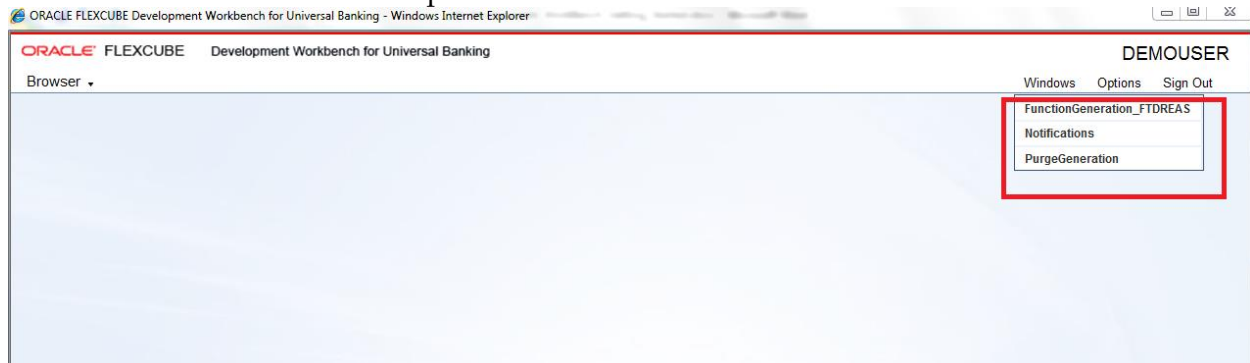 ORACLE FLEXCUBE Development Workbench for Universal Banking - Windows Internet Explorer
ORACLE FLEXCUBE Development Workbench for Universal Banking
DEMOUSER
Browser
Windows Options Sign Out
FunctionGeneration_FTDREAS
Notifications
PurgeGeneration